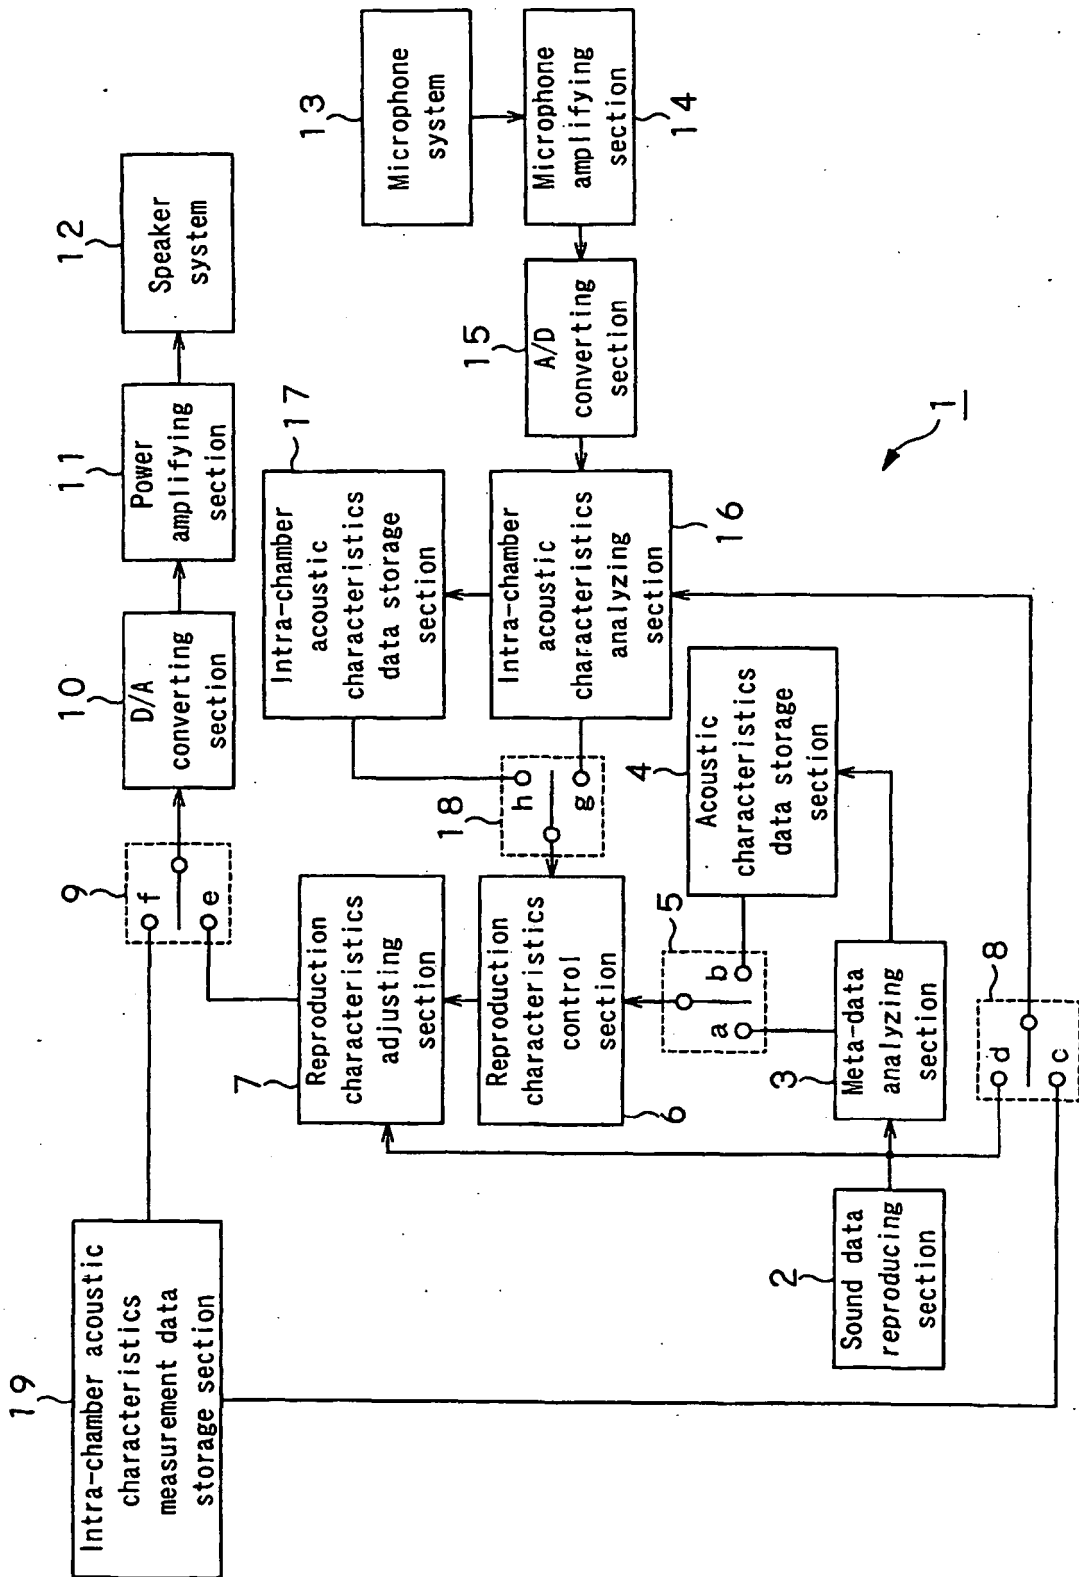 19
Intra-chamber acoustic
characteristics
measurement data
storage section
9
f
e
10
D/A
converting
section
11
Power
amplifying
section
12
Speaker
system
7
Reproduction
characteristics
adjusting
section
17
Intra-chamber
acoustic
characteristics
data storage
section
13
Microphone
system
18
h
g
6
Reproduction
characteristics
control
section
16
Intra-chamber
acoustic
characteristics
analyzing
section
15
A/D
converting
section
14
Microphone
amplifying
section
5
a
b
4
Acoustic
characteristics
data storage
section
2
Sound data
reproducing
section
3
Meta-data
analyzing
section
8
d
c
1